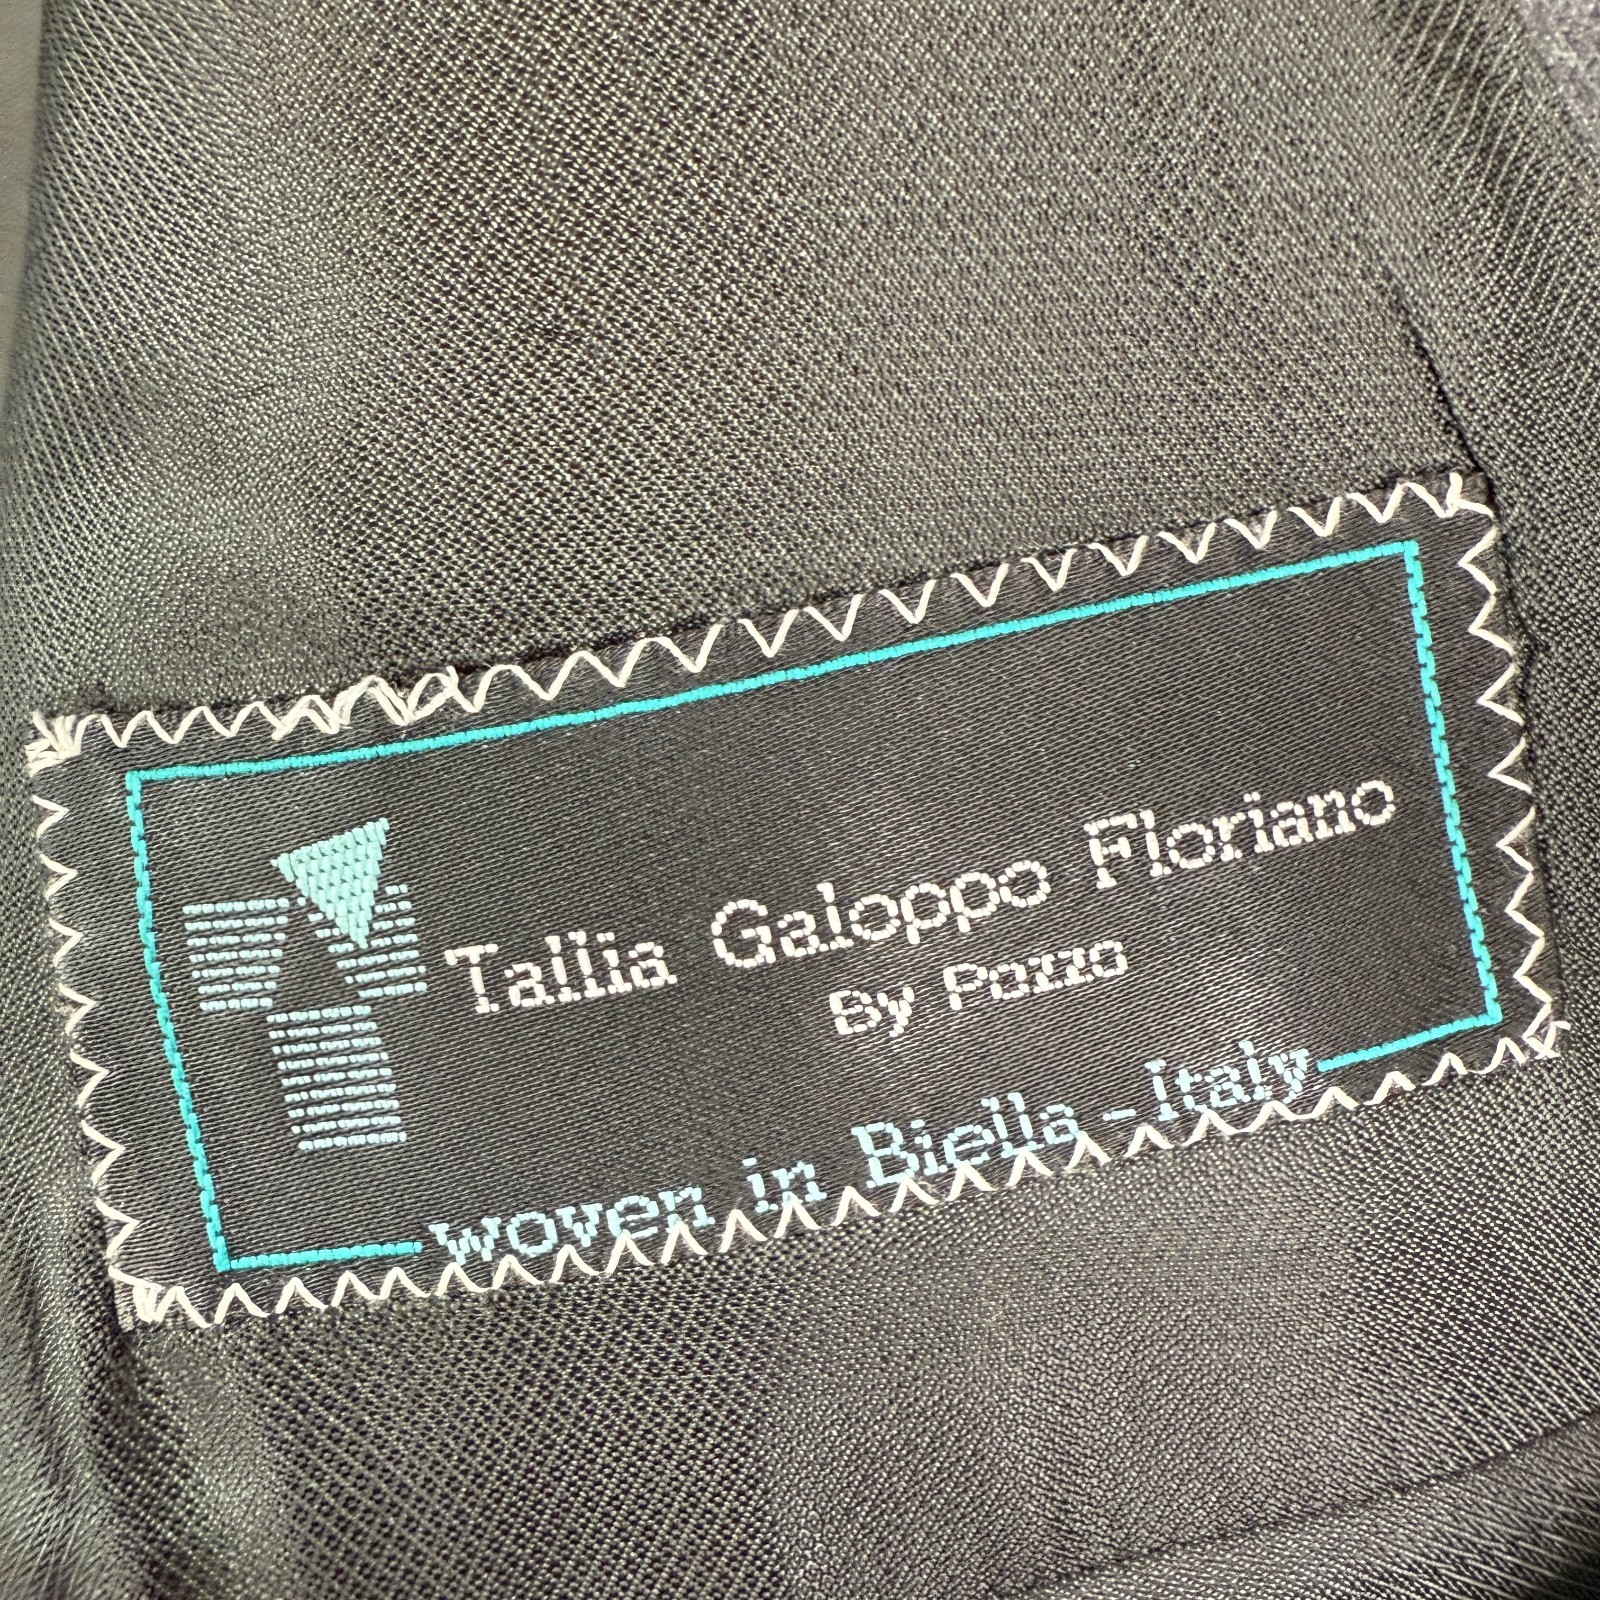 Tallia Galoppo Floriano
By Pozzo
woven in Biella -Italy